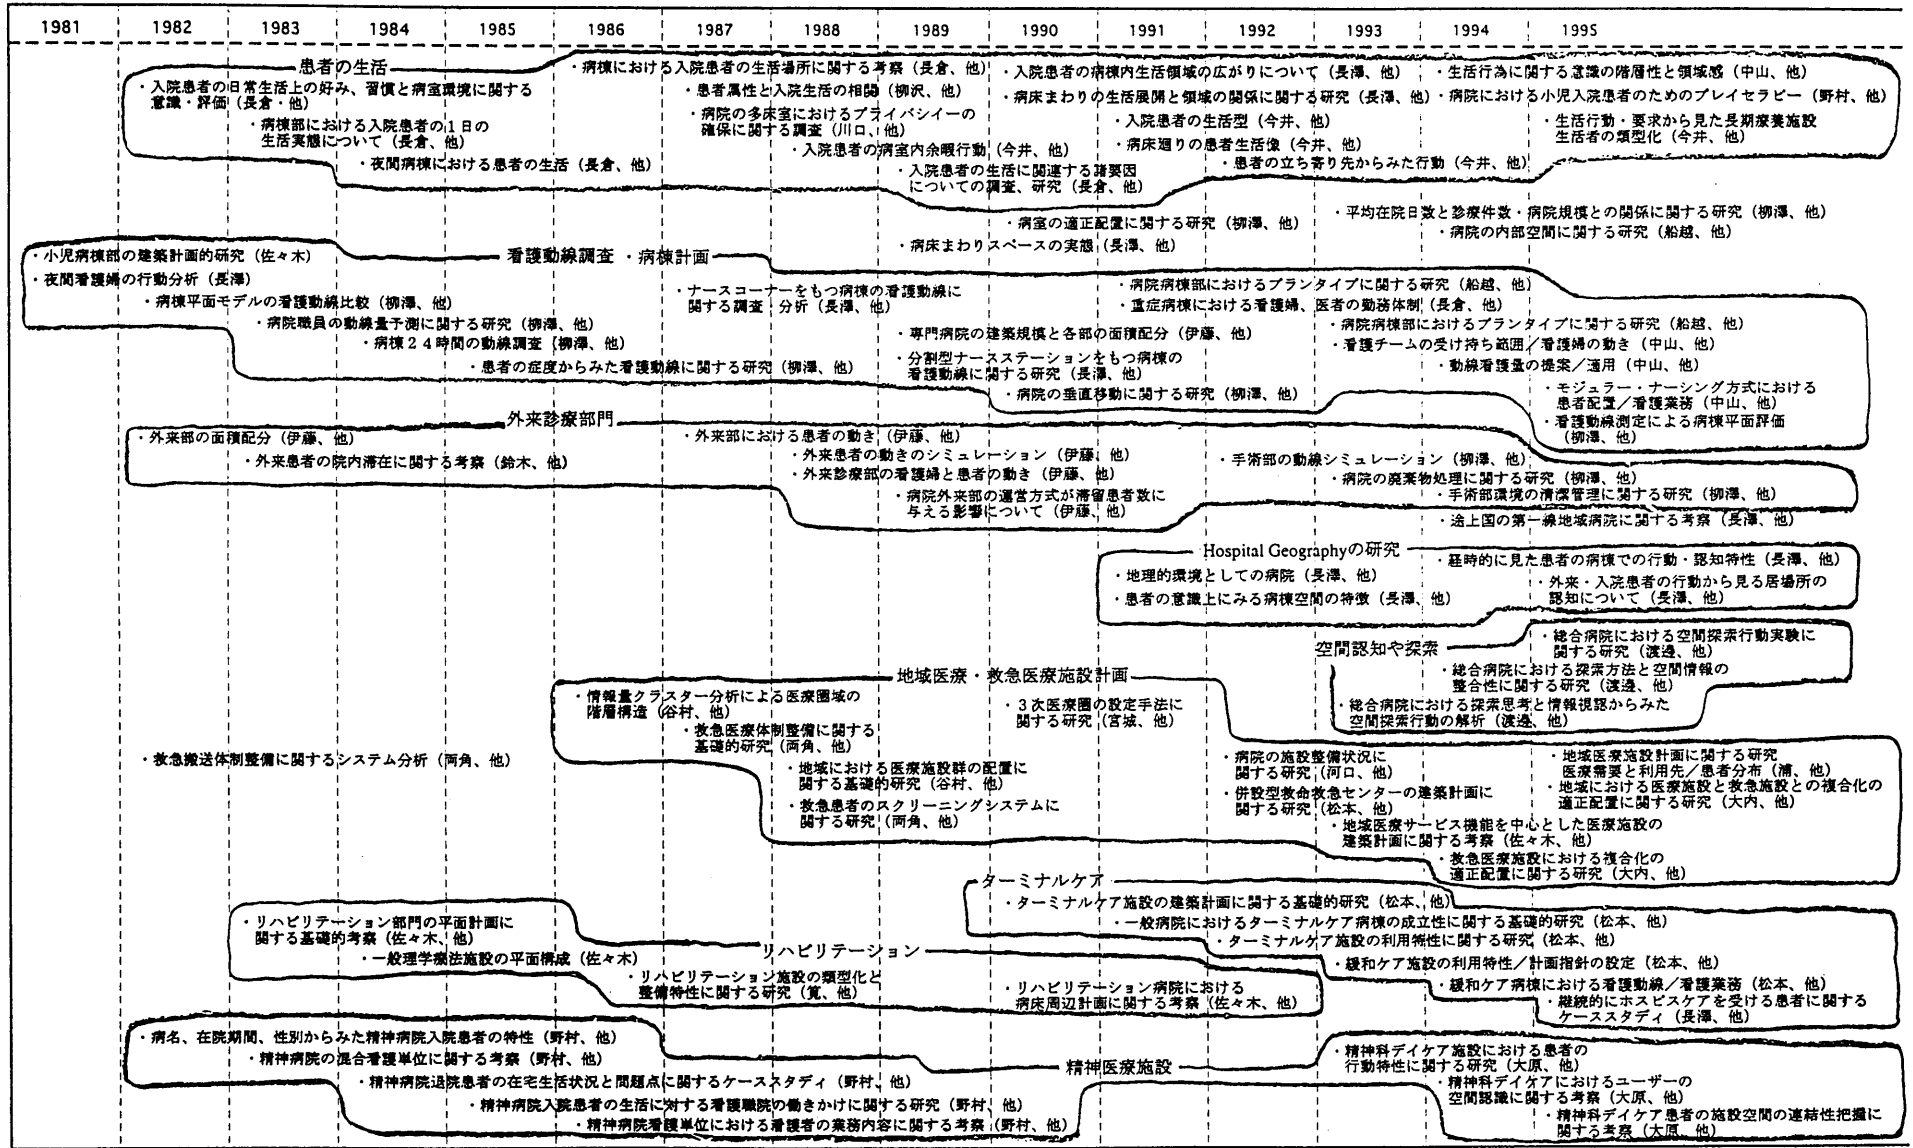 1981 1982 1983 1984 1985 1986 1987 1988 1989 1990 1991 1992 1993 1994 1995
患者の生活
・入院患者の日常生活上の好み、習慣と病室環境に関する
意識・評価（長倉・他）
・病棟部における入院患者の１日の
生活実態について（長倉、他）
・夜間病棟における患者の生活（長倉、他）
・病棟における入院患者の生活場所に関する考察（長倉、他）
・患者属性と入院生活の相関（柳沢、他）
・病院の多床室におけるプライバシイーの
確保に関する調査（川口、他）
・入院患者の病室内余暇行動（今井、他）
・入院患者の生活に関連する諸要因
についての調査、研究（長倉、他）
・入院患者の病棟内生活領域の広がりについて（長澤、他）
・病床まわりの生活展開と領域の関係に関する研究（長澤、他）
・入院患者の生活型（今井、他）
・病床廻りの患者生活像（今井、他）
・患者の立ち寄り先からみた行動（今井、他）
・生活行為に関する意識の階層性と領域感（中山、他）
・病院における小児入院患者のためのプレイセラピー（野村、他）
・生活行動・要求から見た長期療養施設
生活者の類型化（今井、他）
・病室の適正配置に関する研究（柳澤、他）
・病床まわりスペースの実態（長澤、他）
・平均在院日数と診療件数・病院規模との関係に関する研究（柳澤、他）
・病院の内部空間に関する研究（船越、他）
看護動線調査・病棟計画
・小児病棟部の建築計画的研究（佐々木）
・夜間看護婦の行動分析（長澤）
・病棟平面モデルの看護動線比較（柳澤、他）
・病院職員の動線量予測に関する研究（柳澤、他）
・病棟２４時間の動線調査（柳澤、他）
・患者の症度からみた看護動線に関する研究（柳澤、他）
・ナースコーナーをもつ病棟の看護動線に
関する調査・分析（長澤、他）
・専門病院の建築規模と各部の面積配分（伊藤、他）
・分割型ナースステーションをもつ病棟の
看護動線に関する研究（長澤、他）
・病院の垂直移動に関する研究（柳澤、他）
・病院病棟部におけるプランタイプに関する研究（船越、他）
・重症病棟における看護婦、医者の勤務体制（長倉、他）
・病院病棟部におけるプランタイプに関する研究（船越、他）
・看護チームの受け持ち範囲／看護婦の動き（中山、他）
・動線看護量の提案／適用（中山、他）
・モジュラー・ナーシング方式における
患者配置／看護業務（中山、他）
・看護動線測定による病棟平面評価
（柳澤、他）
外来診療部門
・外来部の面積配分（伊藤、他）
・外来患者の院内滞在に関する考察（鈴木、他）
・外来部における患者の動き（伊藤、他）
・外来患者の動きのシミュレーション（伊藤、他）
・外来診療部の看護婦と患者の動き（伊藤、他）
・病院外来部の運営方式が滞留患者数に
与える影響について（伊藤、他）
・手術部の動線シミュレーション（柳澤、他）
・病院の廃棄物処理に関する研究（柳澤、他）
・手術部環境の清潔管理に関する研究（柳澤、他）
・途上国の第一線地域病院に関する考察（長澤、他）
Hospital Geographyの研究
・地理的環境としての病院（長澤、他）
・患者の意識上にみる病棟空間の特徴（長澤、他）
・経時的に見た患者の病棟での行動・認知特性（長澤、他）
・外来・入院患者の行動から見る居場所の
認知について（長澤、他）
空間認知や探索
・総合病院における空間探索行動実験に
関する研究（渡邉、他）
・総合病院における探索方法と空間情報の
整合性に関する研究（渡邉、他）
・総合病院における探索思考と情報視認からみた
空間探索行動の解析（渡邉、他）
地域医療・救急医療施設計画
・情報量クラスター分析による医療圏域の
階層構造（谷村、他）
・救急医療体制整備に関する
基礎的研究（両角、他）
・救急搬送体制整備に関するシステム分析（両角、他）
・地域における医療施設群の配置に
関する基礎的研究（谷村、他）
・救急患者のスクリーニングシステムに
関する研究（両角、他）
・３次医療圏の設定手法に
関する研究（宮城、他）
・病院の施設整備状況に
関する研究（河口、他）
・併設型救命救急センターの建築計画に
関する研究（松本、他）
・地域医療サービス機能を中心とした医療施設の
建築計画に関する考察（佐々木、他）
・救急医療施設における複合化の
適正配置に関する研究（大内、他）
・地域医療施設計画に関する研究
医療需要と利用先／患者分布（浦、他）
・地域における医療施設と救急施設との複合化の
適正配置に関する研究（大内、他）
ターミナルケア
・ターミナルケア施設の建築計画に関する基礎的研究（松本、他）
・一般病院におけるターミナルケア病棟の成立性に関する基礎的研究（松本、他）
・ターミナルケア施設の利用特性に関する研究（松本、他）
・緩和ケア施設の利用特性／計画指針の設定（松本、他）
・緩和ケア病棟における看護動線／看護業務（松本、他）
・継続的にホスピスケアを受ける患者に関する
ケーススタディ（長澤、他）
リハビリテーション
・リハビリテーション部門の平面計画に
関する基礎的考察（佐々木、他）
・一般理学療法施設の平面構成（佐々木）
・リハビリテーション施設の類型化と
整備特性に関する研究（筧、他）
・リハビリテーション病院における
病床周辺計画に関する考察（佐々木、他）
精神医療施設
・病名、在院期間、性別からみた精神病院入院患者の特性（野村、他）
・精神病院の混合看護単位に関する考察（野村、他）
・精神病院退院患者の在宅生活状況と問題点に関するケーススタディ（野村、他）
・精神病院入院患者の生活に対する看護職院の働きかけに関する研究（野村、他）
・精神病院看護単位における看護者の業務内容に関する考察（野村、他）
・精神科デイケア施設における患者の
行動特性に関する研究（大原、他）
・精神科デイケアにおけるユーザーの
空間認識に関する考察（大原、他）
・精神科デイケア患者の施設空間の連結性把握に
関する考察（大原、他）